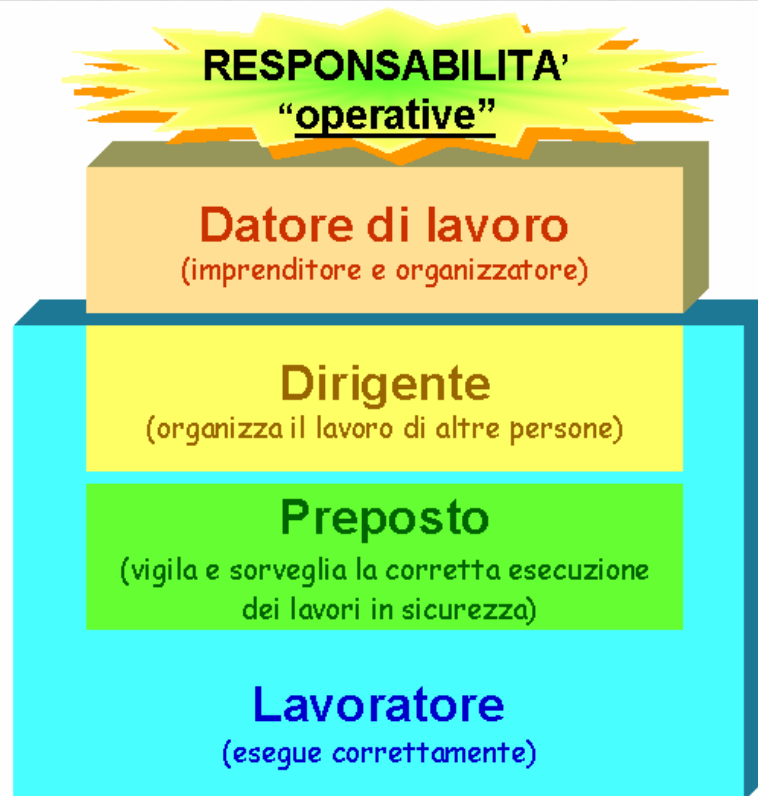 RESPONSABILITA'
"operative"
Datore di lavoro
(imprenditore e organizzatore)
Dirigente
(organizza il lavoro di altre persone)
Preposto
(vigila e sorveglia la corretta esecuzione
dei lavori in sicurezza)
Lavoratore
(esegue correttamente)